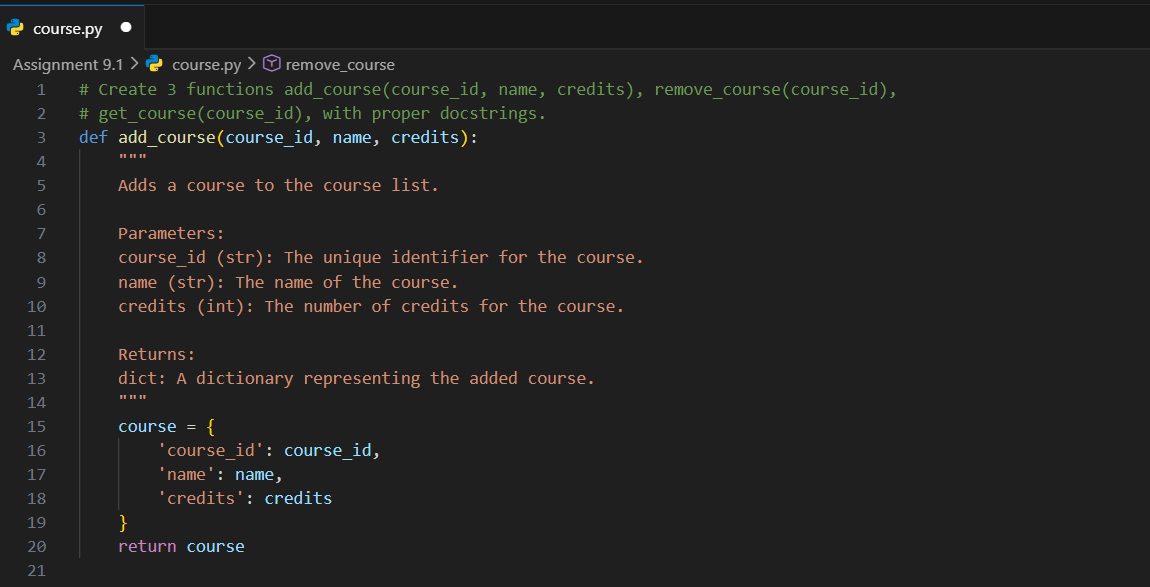 course.py
Assignment 9.1 > course.py > remove_course
1 # Create 3 functions add_course(course_id, name, credits), remove_course(course_id),
2 # get_course(course_id), with proper docstrings.
3 def add_course(course_id, name, credits):
4     """
5     Adds a course to the course list.
6
7     Parameters:
8     course_id (str): The unique identifier for the course.
9     name (str): The name of the course.
10     credits (int): The number of credits for the course.
11
12     Returns:
13     dict: A dictionary representing the added course.
14     """
15     course = {
16         'course_id': course_id,
17         'name': name,
18         'credits': credits
19     }
20     return course
21